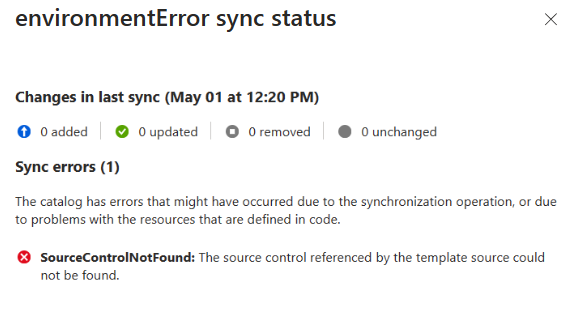 environmentError sync status
Changes in last sync (May 01 at 12:20 PM)
0 added 0 updated 0 removed 0 unchanged
Sync errors (1)
The catalog has errors that might have occurred due to the synchronization operation, or due
to problems with the resources that are defined in code.
SourceControlNotFound: The source control referenced by the template source could
not be found.